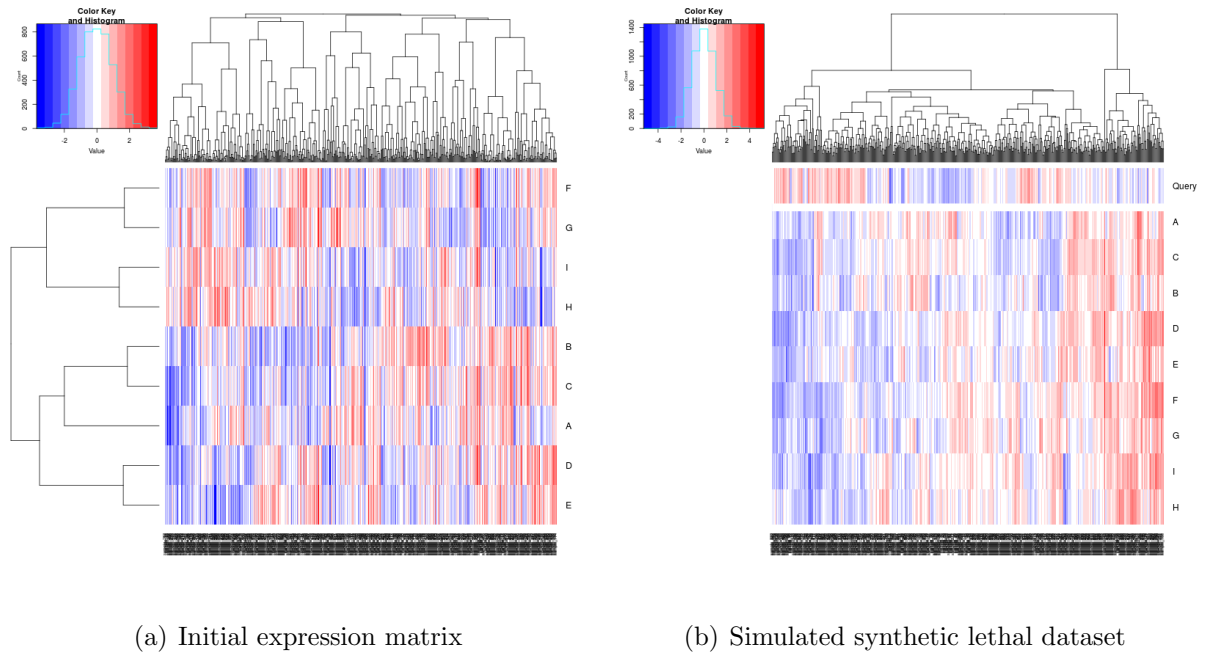 Color Key
and Histogram
Count
0 200 400 600 800
-2 0 2
Value
F
G
I
H
B
C
A
D
E
(a) Initial expression matrix
Color Key
and Histogram
Count
0 200 600 1000 1400
-4 -2 0 2 4
Value
Query
A
C
B
D
E
F
G
I
H
(b) Simulated synthetic lethal dataset